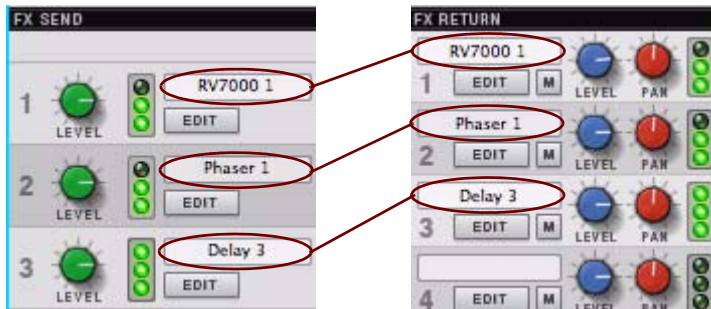 FX SEND
RV7000 1
1
EDIT
LEVEL
Phaser 1
2
EDIT
LEVEL
Delay 3
3
EDIT
LEVEL
FX RETURN
RV7000 1
1 EDIT M LEVEL PAN
Phaser 1
2 EDIT M LEVEL PAN
Delay 3
3 EDIT M LEVEL PAN
4 EDIT M LEVEL PAN